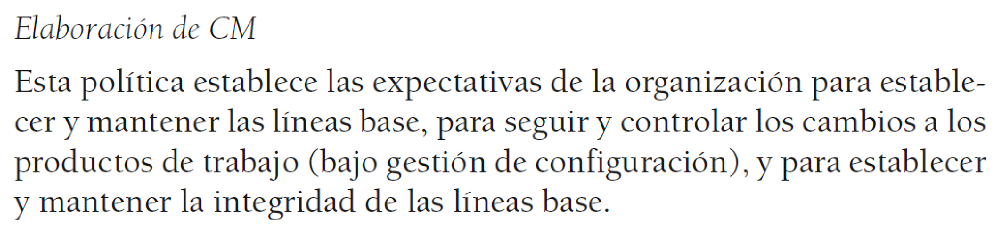 Elaboración de CM
Esta política establece las expectativas de la organización para estable-
cer y mantener las líneas base, para seguir y controlar los cambios a los
productos de trabajo (bajo gestión de configuración), y para establecer
y mantener la integridad de las líneas base.